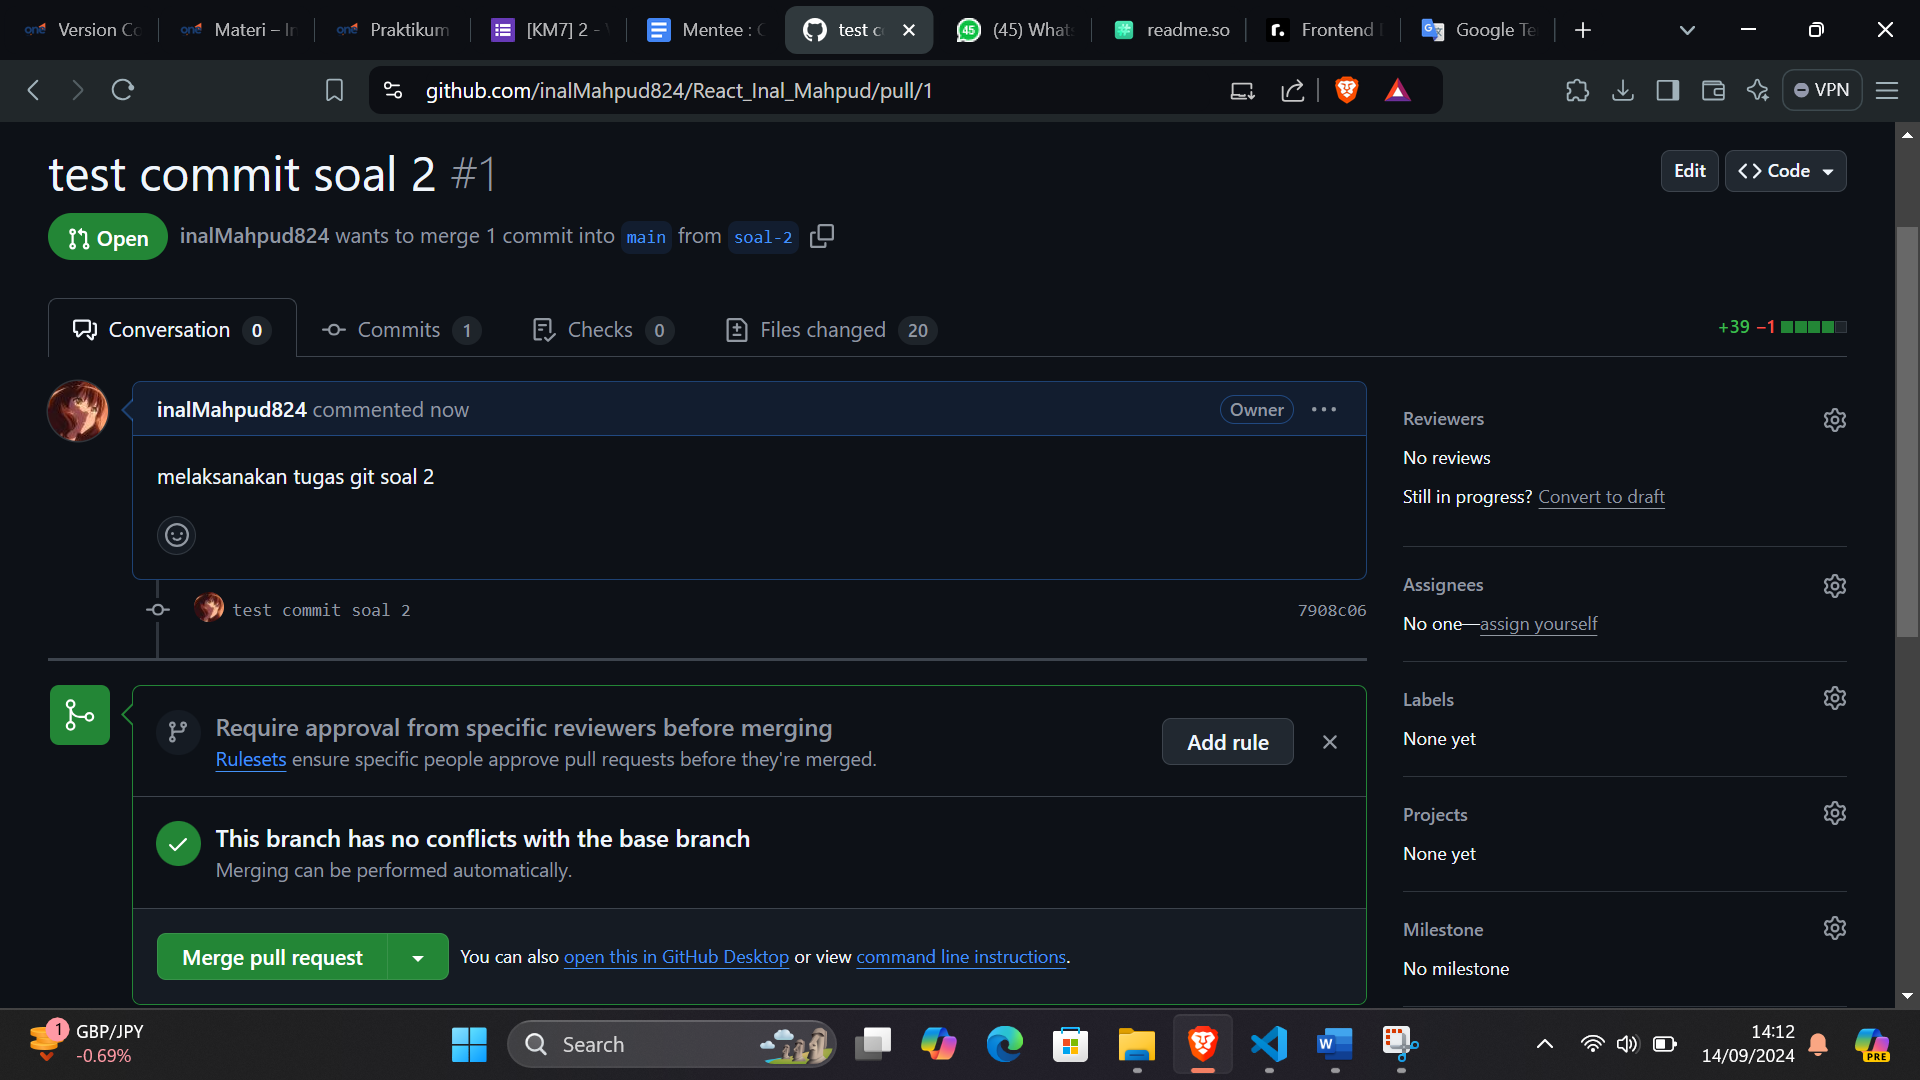 Version Co
Materi – In
Praktikum
[KM7] 2 -
Mentee : C
test c
(45) What
readme.so
Frontend
Google Te
github.com/inalMahpud824/React_Inal_Mahpud/pull/1
VPN
test commit soal 2 #1
Edit
Code
Open
inalMahpud824 wants to merge 1 commit into main from soal-2
Conversation 0
Commits 1
Checks 0
Files changed 20
+39 −1
inalMahpud824 commented now
Owner
melaksanakan tugas git soal 2
test commit soal 2
7908c06
Require approval from specific reviewers before merging
Rulesets ensure specific people approve pull requests before they're merged.
Add rule
This branch has no conflicts with the base branch
Merging can be performed automatically.
Merge pull request
You can also open this in GitHub Desktop or view command line instructions.
Reviewers
No reviews
Still in progress? Convert to draft
Assignees
No one—assign yourself
Labels
None yet
Projects
None yet
Milestone
No milestone
1
GBP/JPY
-0.69%
Search
14:12
14/09/2024
PRE